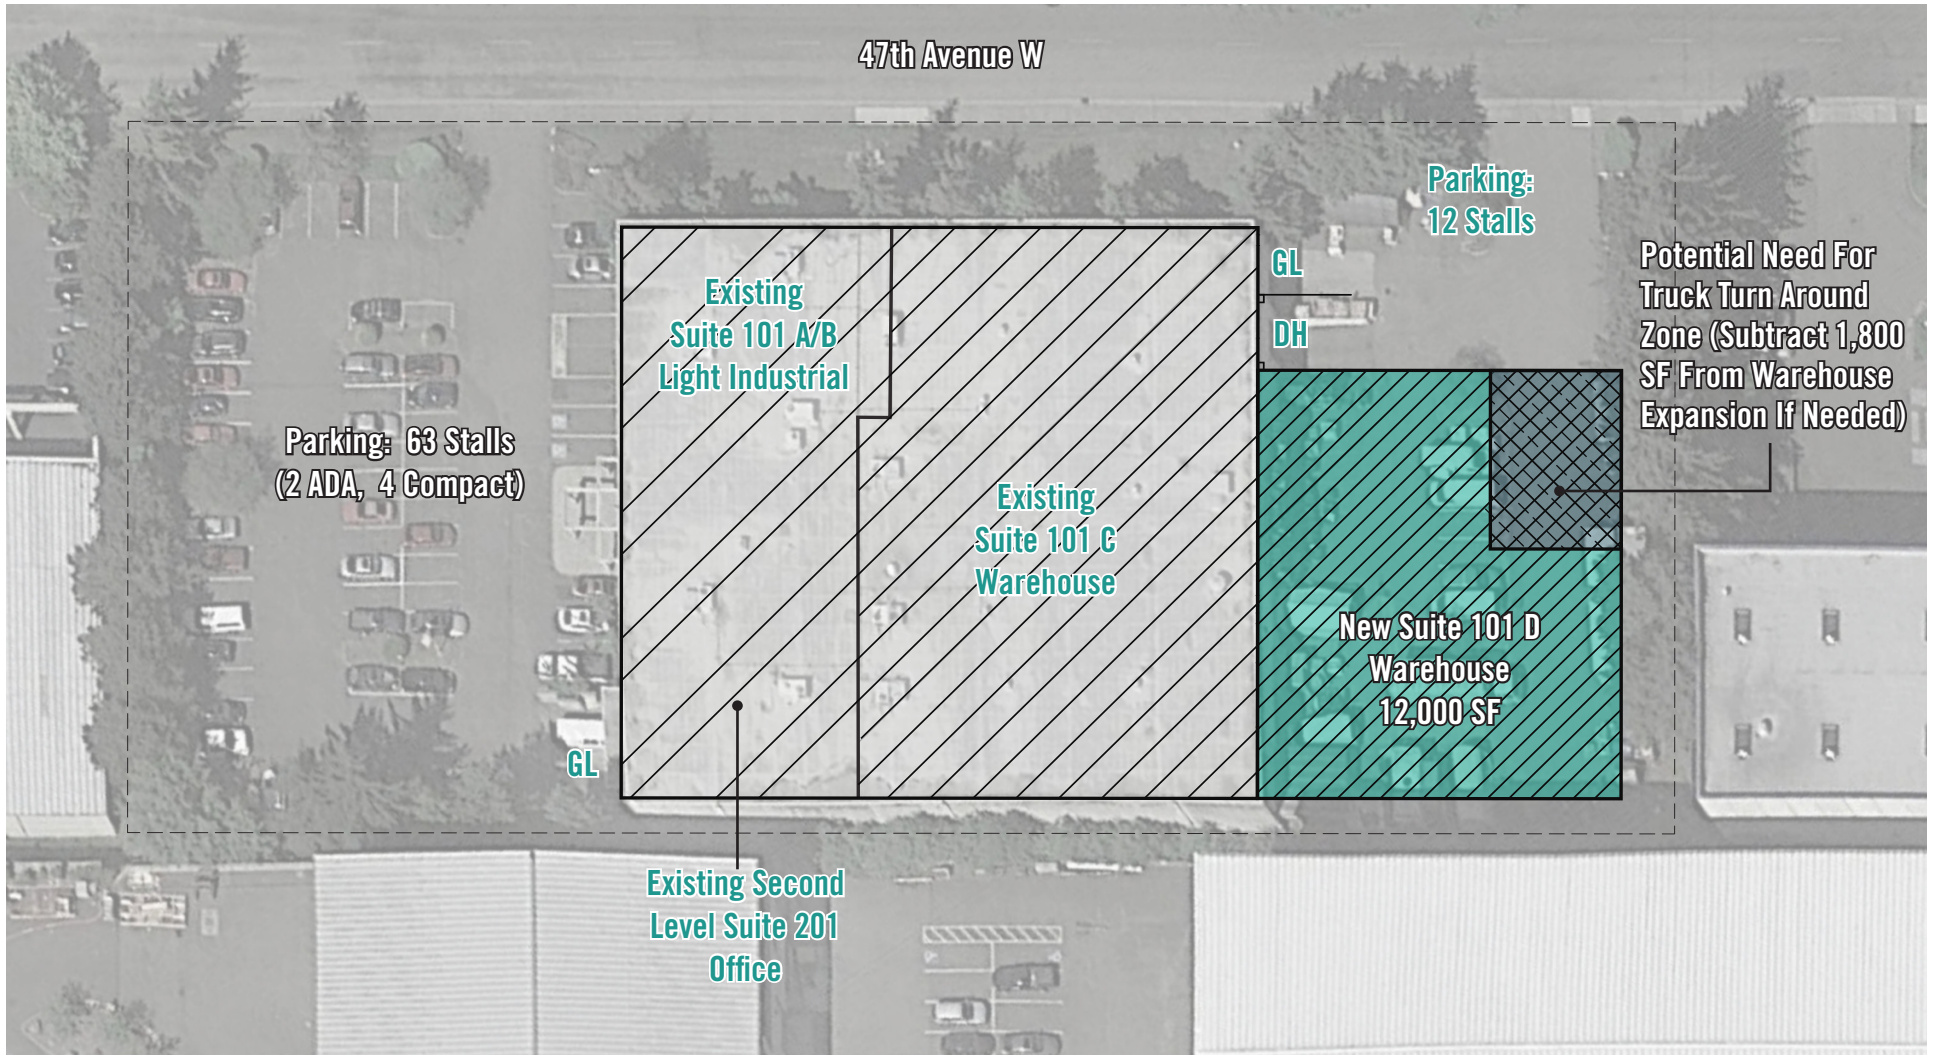 47th Avenue W
Parking:
12 Stalls
GL
DH
Potential Need For
Truck Turn Around
Zone (Subtract 1,800
SF From Warehouse
Expansion If Needed)
Existing
Suite 101 A/B
Light Industrial
Parking:  63 Stalls
(2 ADA,  4 Compact)
Existing
Suite 101 C
Warehouse
New Suite 101 D
Warehouse
12,000 SF
GL
Existing Second
Level Suite 201
Office